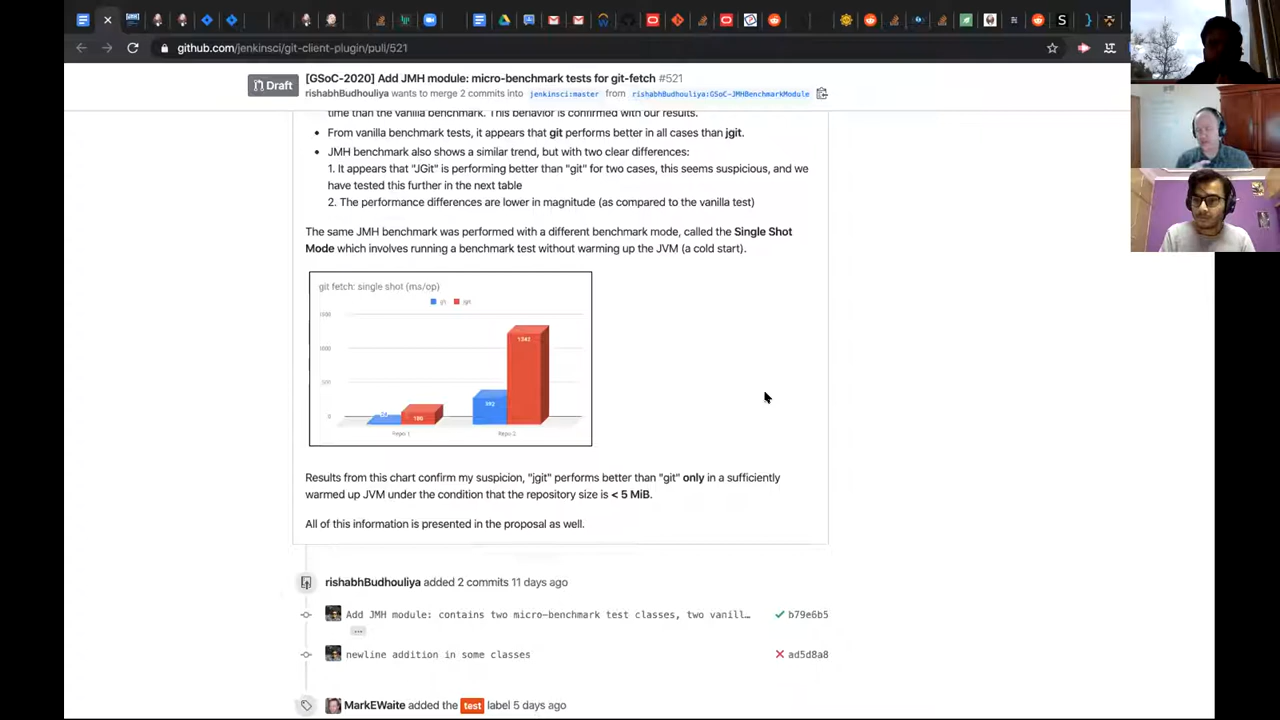 github.com/jenkinsci/git-client-plugin/pull/521
Draft
[GSoC-2020] Add JMH module: micro-benchmark tests for git-fetch #521
rishabhBudhouliya wants to merge 2 commits into jenkinsci:master from rishabhBudhouliya:GSoC-JMHBenchmarkModule
time than the vanilla benchmark. This behavior is confirmed with our results.
• From vanilla benchmark tests, it appears that git performs better in all cases than jgit.
• JMH benchmark also shows a similar trend, but with two clear differences:
1. It appears that "JGit" is performing better than "git" for two cases, this seems suspicious, and we
have tested this further in the next table
2. The performance differences are lower in magnitude (as compared to the vanilla test)
The same JMH benchmark was performed with a different benchmark mode, called the Single Shot
Mode which involves running a benchmark test without warming up the JVM (a cold start).
git fetch: single shot (ms/op)
git jgit
1500
1000
500
0
Repo 1
Repo 2
Results from this chart confirm my suspicion, "jgit" performs better than "git" only in a sufficiently
warmed up JVM under the condition that the repository size is < 5 MiB.
All of this information is presented in the proposal as well.
rishabhBudhouliya added 2 commits 11 days ago
Add JMH module: contains two micro-benchmark test classes, two vanill… b79e6b5
...
newline addition in some classes ad5d8a8
MarkEWaite added the test label 5 days ago